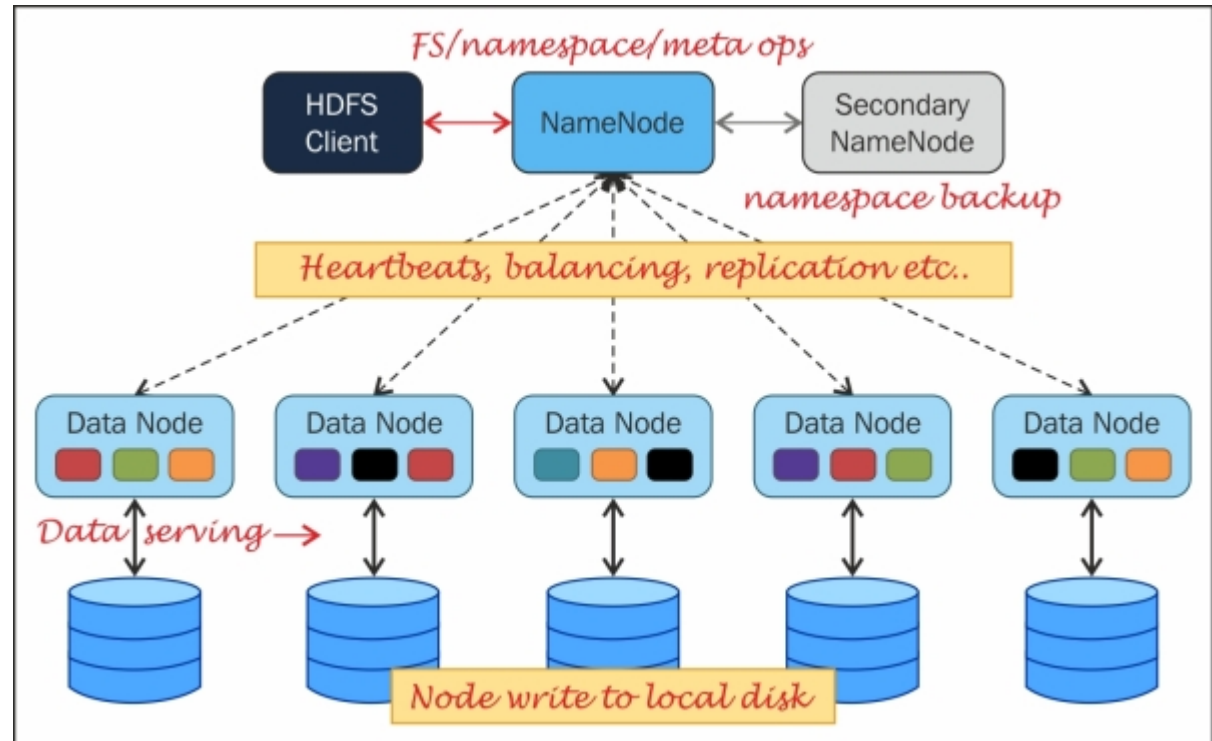 FS/namespace/meta ops
HDFS
Client
NameNode
Secondary
NameNode
namespace backup
Heartbeats, balancing, replication etc..
Data Node
Data Node
Data Node
Data Node
Data Node
Data serving
Node write to local disk